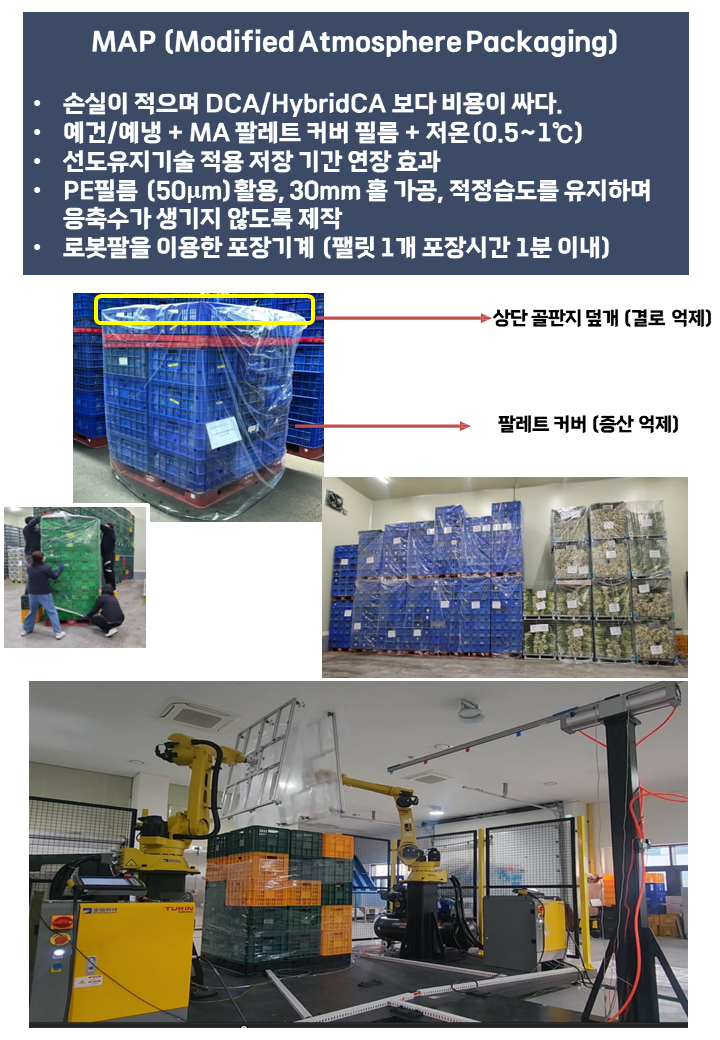 MAP (Modified Atmosphere Packaging)
• 손실이 적으며 DCA/HybridCA 보다 비용이 싸다.
• 예건/예냉 + MA 팔레트 커버 필름 + 저온(0.5~1℃)
• 선도유지기술 적용 저장 기간 연장 효과
• PE필름 (50μm)활용, 30mm 홀 가공, 적정습도를 유지하며
응축수가 생기지 않도록 제작
• 로봇팔을 이용한 포장기계 (팰릿 1개 포장시간 1분 이내)
상단 골판지 덮개 (결로 억제)
팔레트 커버 (증산 억제)
TURIN